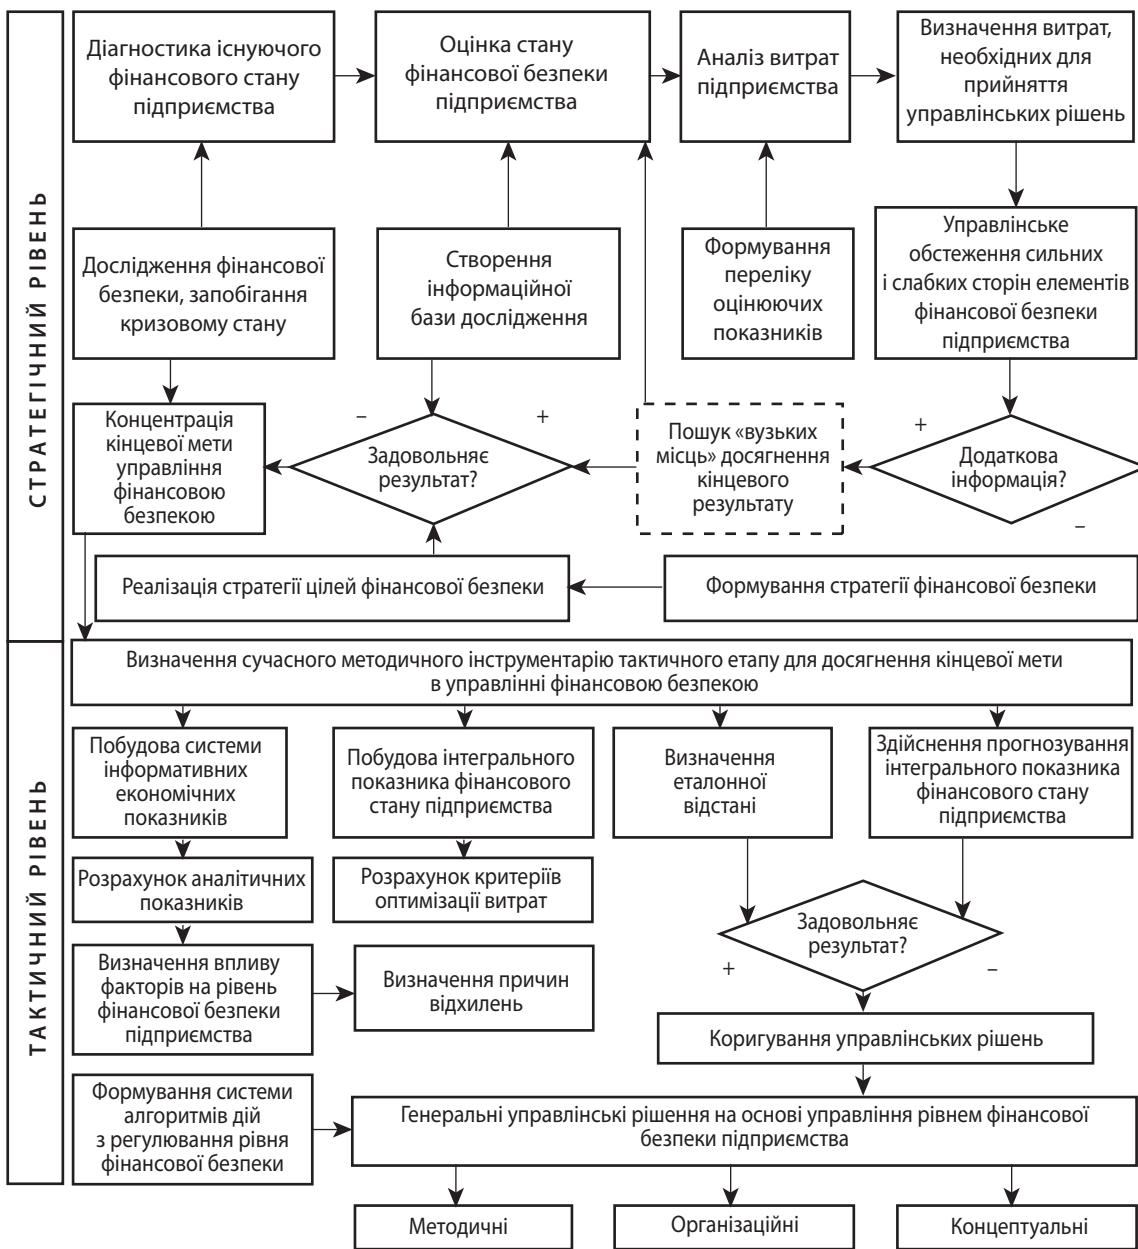 СТРАТЕГІЧНИЙ РІВЕНЬ
Діагностика існуючого
фінансового стану
підприємства
Оцінка стану
фінансової безпеки
підприємства
Аналіз витрат
підприємства
Визначення витрат,
необхідних для
прийняття
управлінських рішень
Дослідження фінансової
безпеки, запобігання
кризовому стану
Створення
інформаційної
бази дослідження
Формування
переліку
оцінюючих
показників
Управлінське
обстеження сильних
і слабких сторін елементів
фінансової безпеки
підприємства
Концентрація
кінцевої мети
управління
фінансовою
безпекою
–
Задовольняє
результат?
+
Пошук «вузьких
місць» досягнення
кінцевого
результату
+
Додаткова
інформація?
–
Реалізація стратегії цілей фінансової безпеки
Формування стратегії фінансової безпеки
ТАКТИЧНИЙ РІВЕНЬ
Визначення сучасного методичного інструментарію тактичного етапу для досягнення кінцевої мети
в управлінні фінансовою безпекою
Побудова системи
інформативних
економічних
показників
Побудова інтегрального
показника фінансового
стану підприємства
Визначення
еталонної
відстані
Здійснення прогнозування
інтегрального показника
фінансового стану
підприємства
Розрахунок аналітичних
показників
Розрахунок критеріїв
оптимізації витрат
Задовольняє
результат?
+
–
Визначення впливу
факторів на рівень
фінансової безпеки
підприємства
Визначення причин
відхилень
Коригування управлінських рішень
Формування системи
алгоритмів дій
з регулювання рівня
фінансової безпеки
Генеральні управлінські рішення на основі управління рівнем фінансової
безпеки підприємства
Методичні
Організаційні
Концептуальні